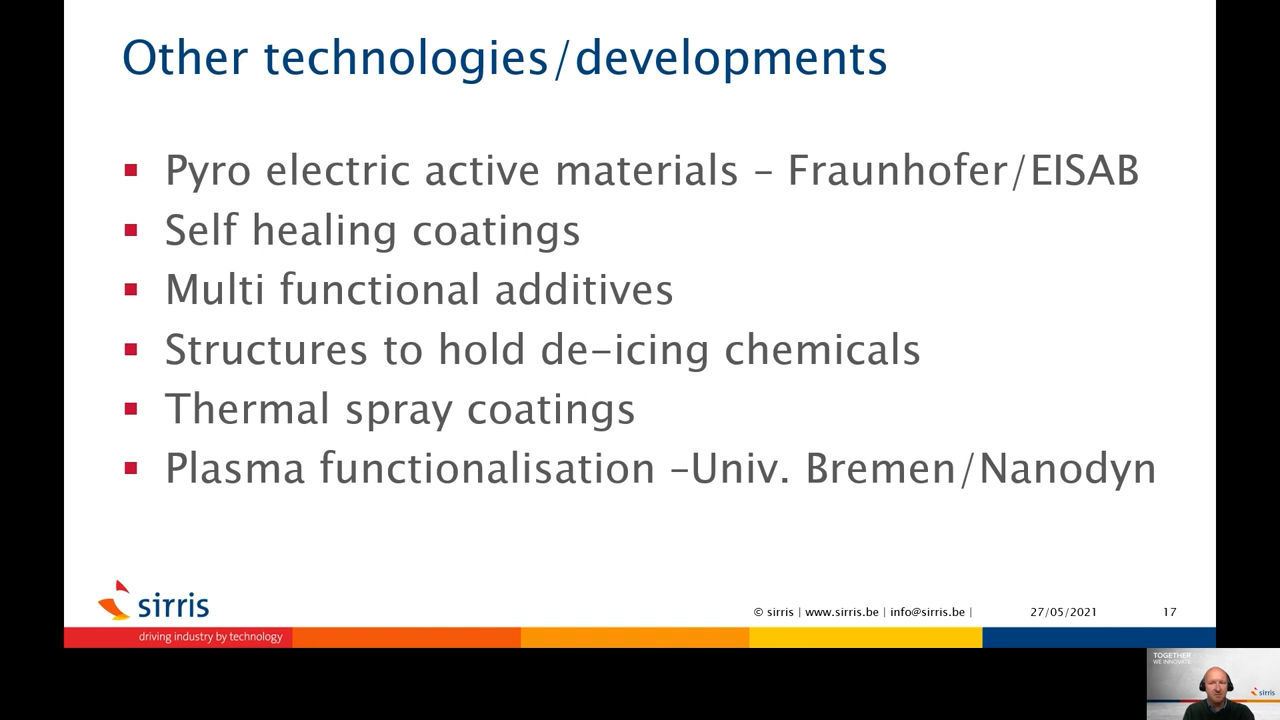 Other technologies/developments
Pyro electric active materials – Fraunhofer/EISAB
Self healing coatings
Multi functional additives
Structures to hold de-icing chemicals
Thermal spray coatings
Plasma functionalisation –Univ. Bremen/Nanodyn
sirris
driving industry by technology
© sirris | www.sirris.be | info@sirris.be |
27/05/2021
17
TOGETHER
WE INNOVATE
sirris